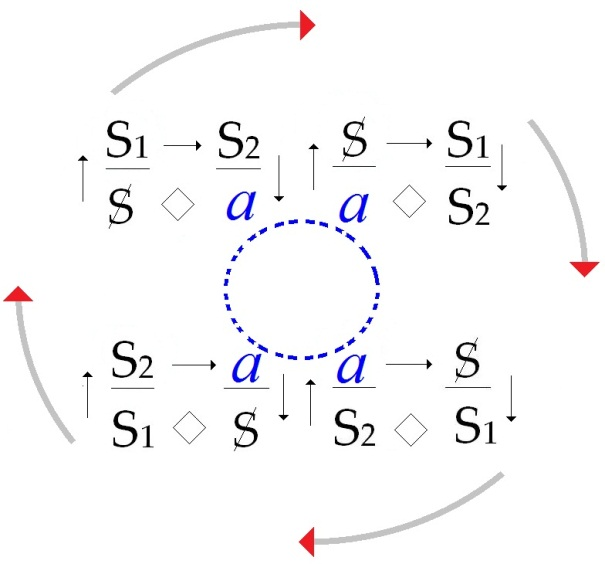 S1 → S2 $ → S1
$ ◇ a a ◇ S2
S2 → a a → $
S1 ◇ $ S2 ◇ S1